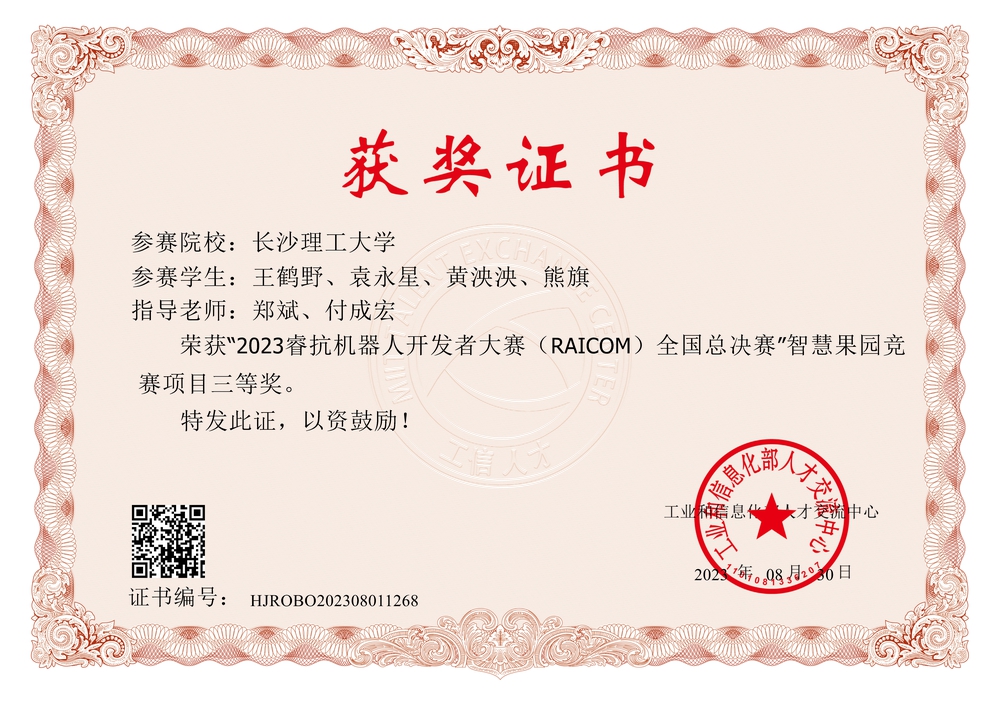 获奖证书
参赛院校：长沙理工大学
参赛学生：王鹤野、袁永星、黄泱泱、熊旗
指导老师：郑斌、付成宏
荣获“2023睿抗机器人开发者大赛（RAICOM）全国总决赛”智慧果园竞
赛项目三等奖。
特发此证，以资鼓励！
MIIT TALENT EXCHANGE CENTER
工信人才
工业和信息化部人才交流中心
工业和信息化部人才交流中心
2023 年 08 月 30 日
证书编号： HJROBO202308011268